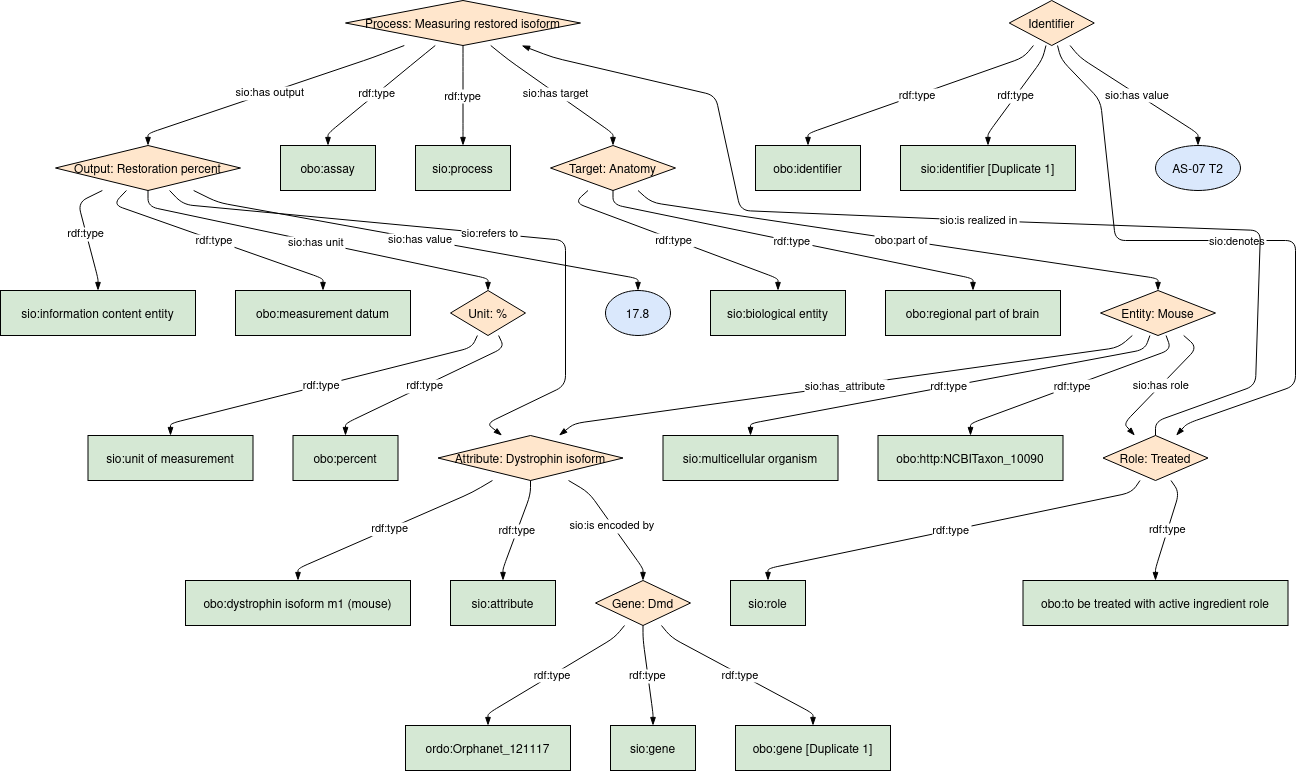 Process: Measuring restored isoform
Identifier
sio:has output
rdf:type
rdf:type
sio:has target
rdf:type
rdf:type
sio:has value
Output: Restoration percent
obo:assay
sio:process
Target: Anatomy
obo:identifier
sio:identifier [Duplicate 1]
AS-07 T2
sio:is realized in
rdf:type
rdf:type
sio:has unit
sio:has value
sio:refers to
rdf:type
rdf:type
obo:part of
sio:denotes
sio:information content entity
obo:measurement datum
Unit: %
17.8
sio:biological entity
obo:regional part of brain
Entity: Mouse
rdf:type
rdf:type
sio:has_attribute
rdf:type
rdf:type
sio:has role
sio:unit of measurement
obo:percent
Attribute: Dystrophin isoform
sio:multicellular organism
obo:http:NCBITaxon_10090
Role: Treated
rdf:type
rdf:type
sio:is encoded by
rdf:type
rdf:type
obo:dystrophin isoform m1 (mouse)
sio:attribute
Gene: Dmd
sio:role
obo:to be treated with active ingredient role
rdf:type
rdf:type
rdf:type
ordo:Orphanet_121117
sio:gene
obo:gene [Duplicate 1]